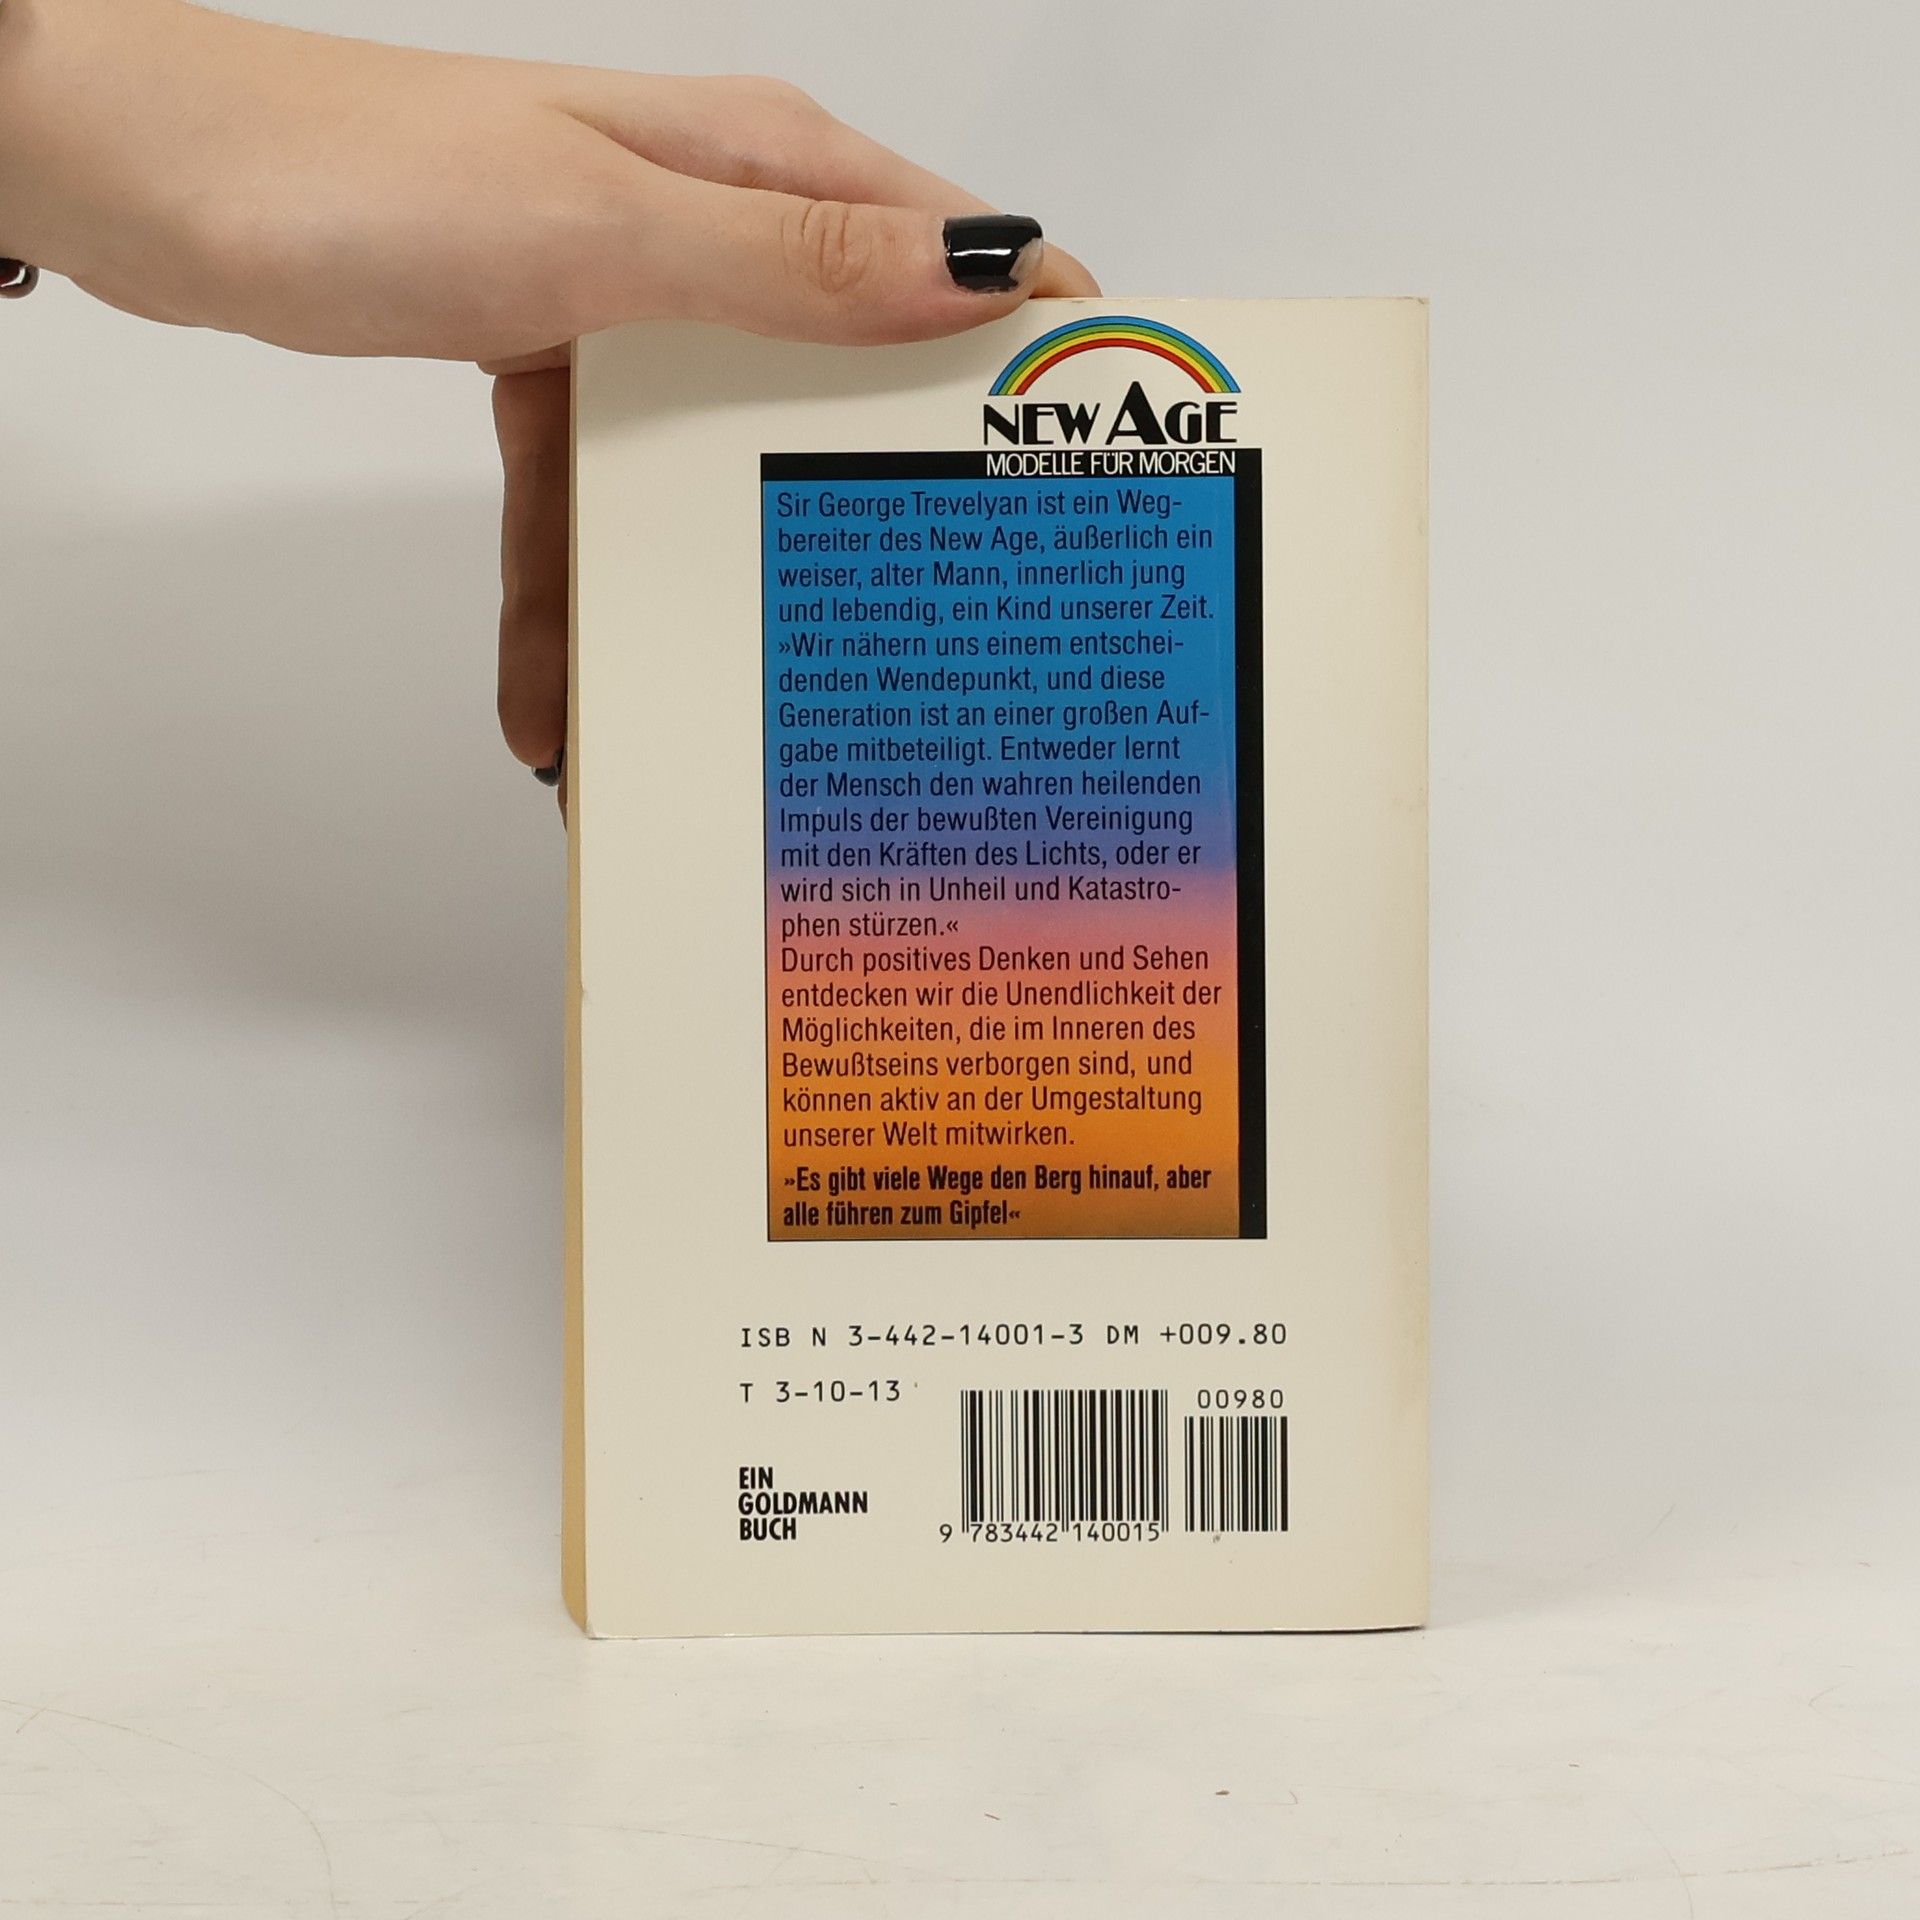 NEW AGE
MODELLE FÜR MORGEN
Sir George Trevelyan ist ein Weg-
bereiter des New Age, äußerlich ein
weiser, alter Mann, innerlich jung
und lebendig, ein Kind unserer Zeit.
»Wir nähern uns einem entschei-
denden Wendepunkt, und diese
Generation ist an einer großen Auf-
gabe mitbeteiligt. Entweder lernt
der Mensch den wahren heilenden
Impuls der bewußten Vereinigung
mit den Kräften des Lichts, oder er
wird sich in Unheil und Katastro-
phen stürzen.«
Durch positives Denken und Sehen
entdecken wir die Unendlichkeit der
Möglichkeiten, die im Inneren des
Bewußtseins verborgen sind, und
können aktiv an der Umgestaltung
unserer Welt mitwirken.
»Es gibt viele Wege den Berg hinauf, aber
alle führen zum Gipfel«
ISB N 3-442-14001-3 DM +009.80
T 3-10-13
00980
EIN
GOLDMANN
BUCH
9 783442 140015